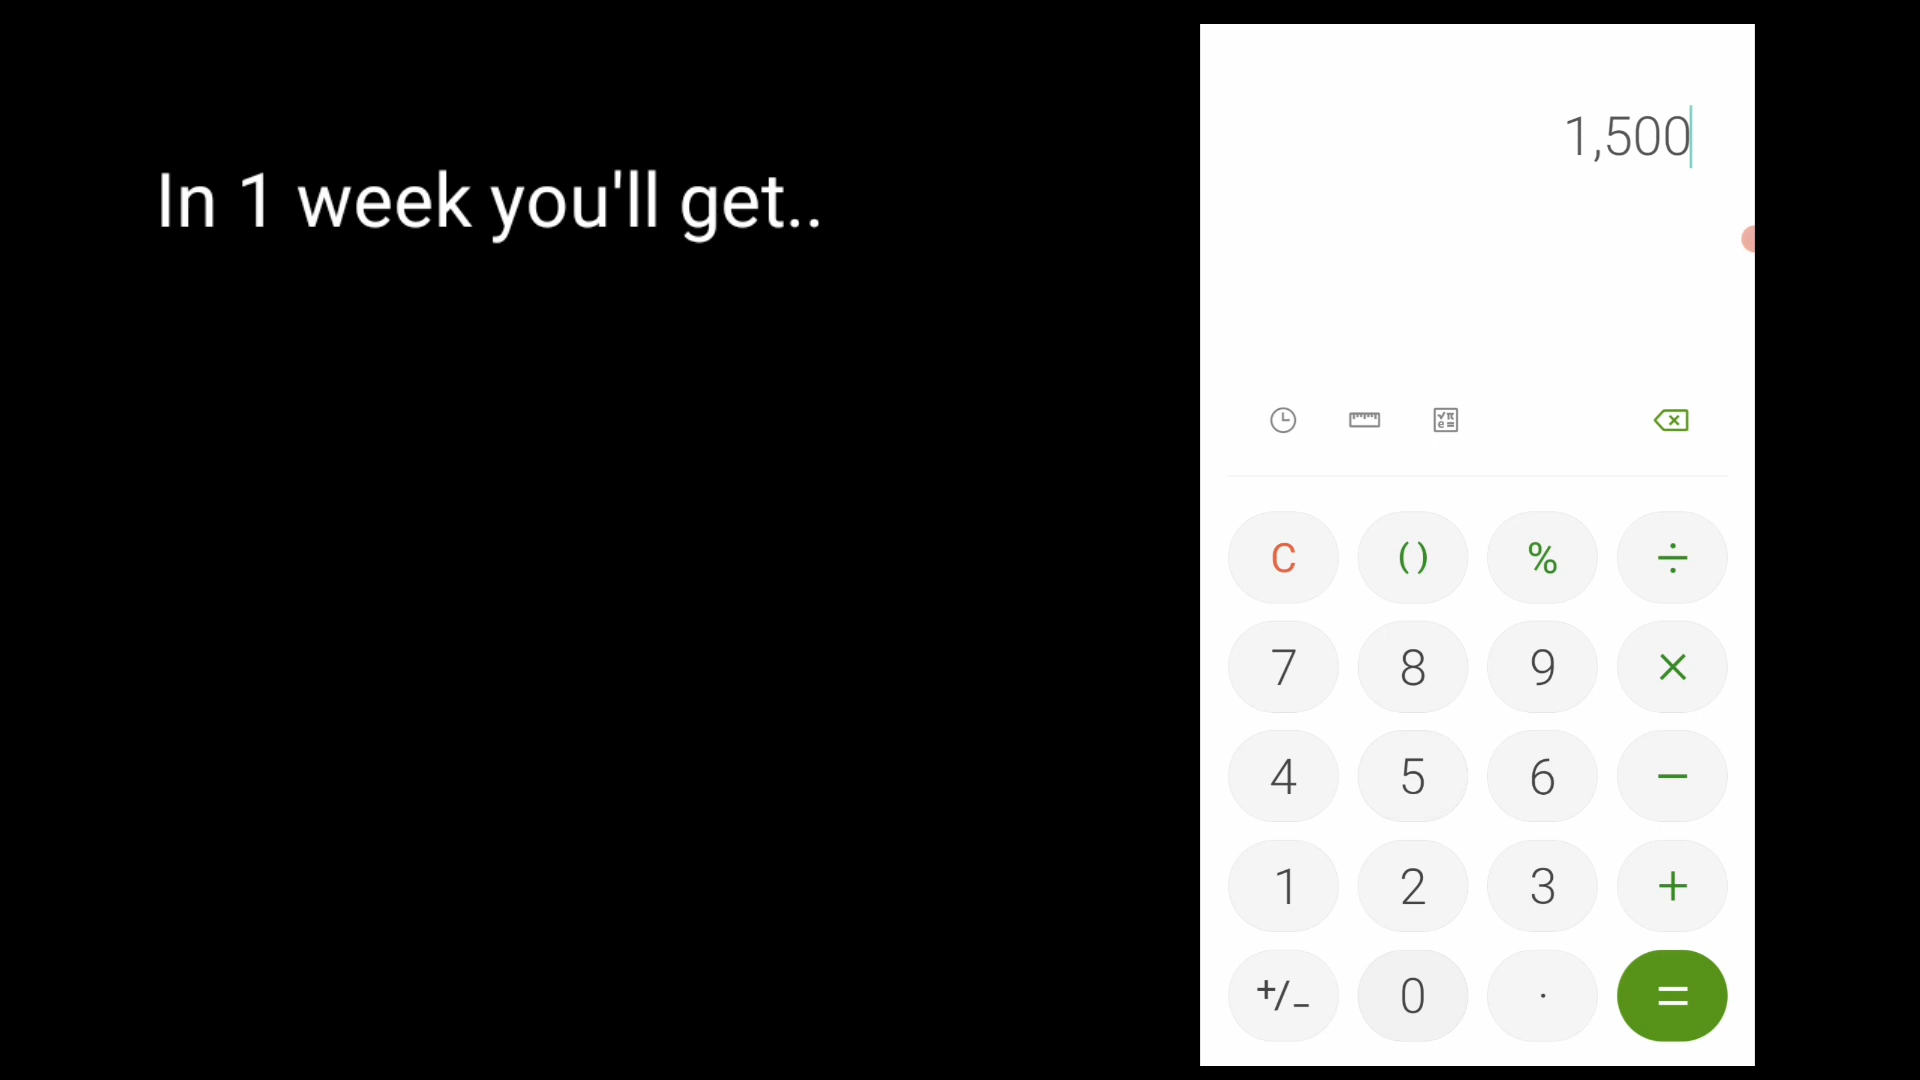 In 1 week you'll get..
1,500
C ( ) % ÷
7 8 9 ×
4 5 6 −
1 2 3 +
+/− 0 . =